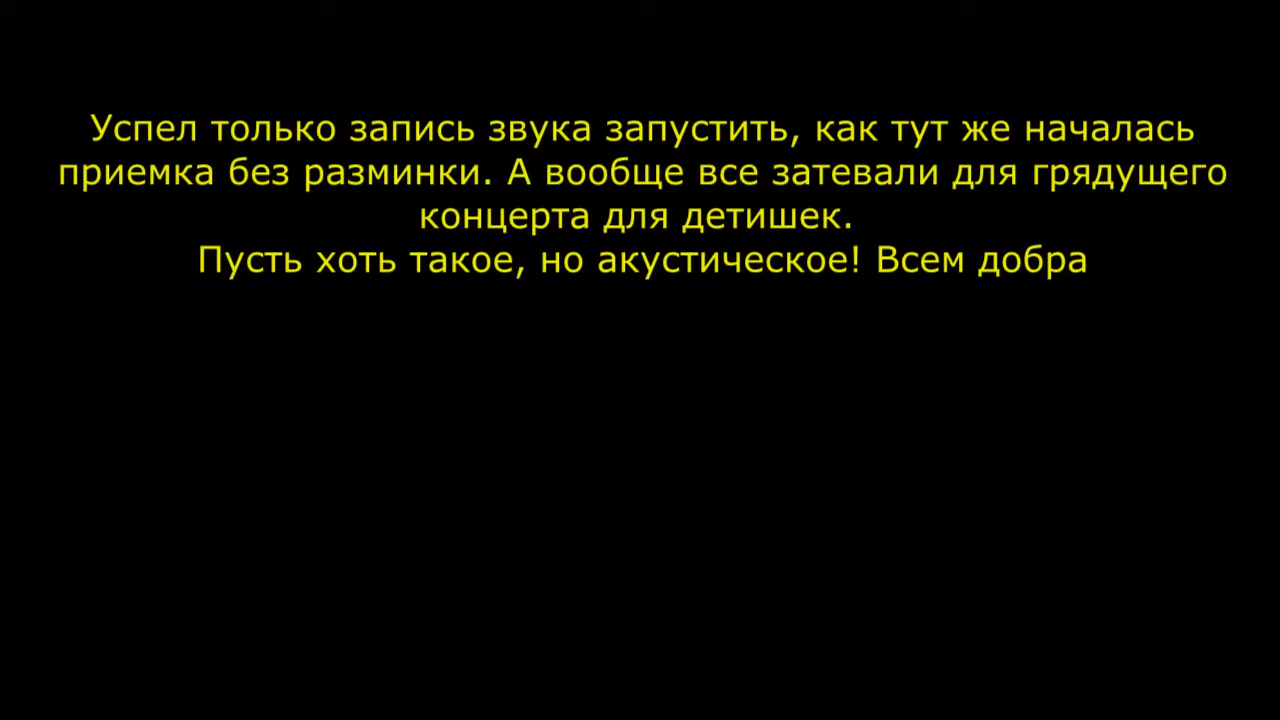 Успел только запись звука запустить, как тут же началась
приемка без разминки. А вообще все затевали для грядущего
концерта для детишек.
Пусть хоть такое, но акустическое! Всем добра